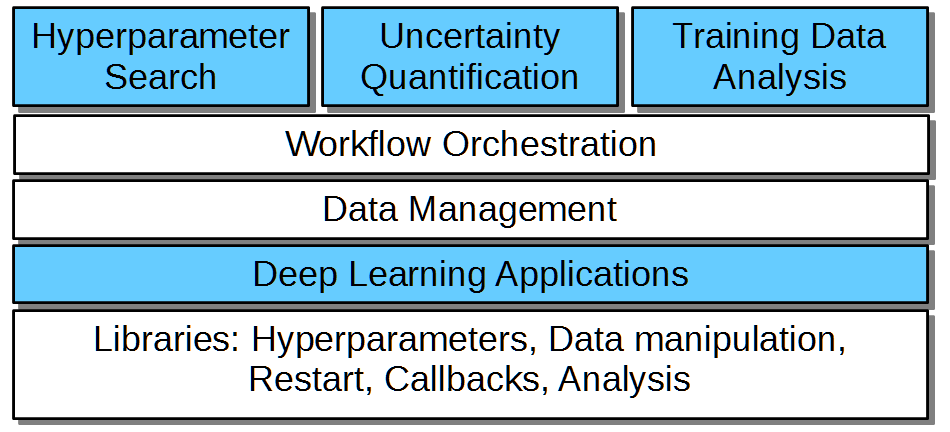 Hyperparameter
Search
Uncertainty
Quantification
Training Data
Analysis
Workflow Orchestration
Data Management
Deep Learning Applications
Libraries: Hyperparameters, Data manipulation,
Restart, Callbacks, Analysis